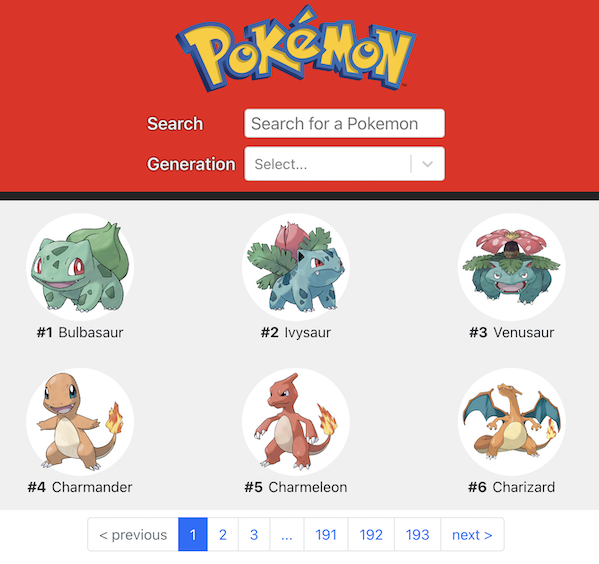 POKéMON
Search
Search for a Pokemon
Generation
Select...
#1 Bulbasaur
#2 Ivysaur
#3 Venusaur
#4 Charmander
#5 Charmeleon
#6 Charizard
< previous 1 2 3 ... 191 192 193 next >